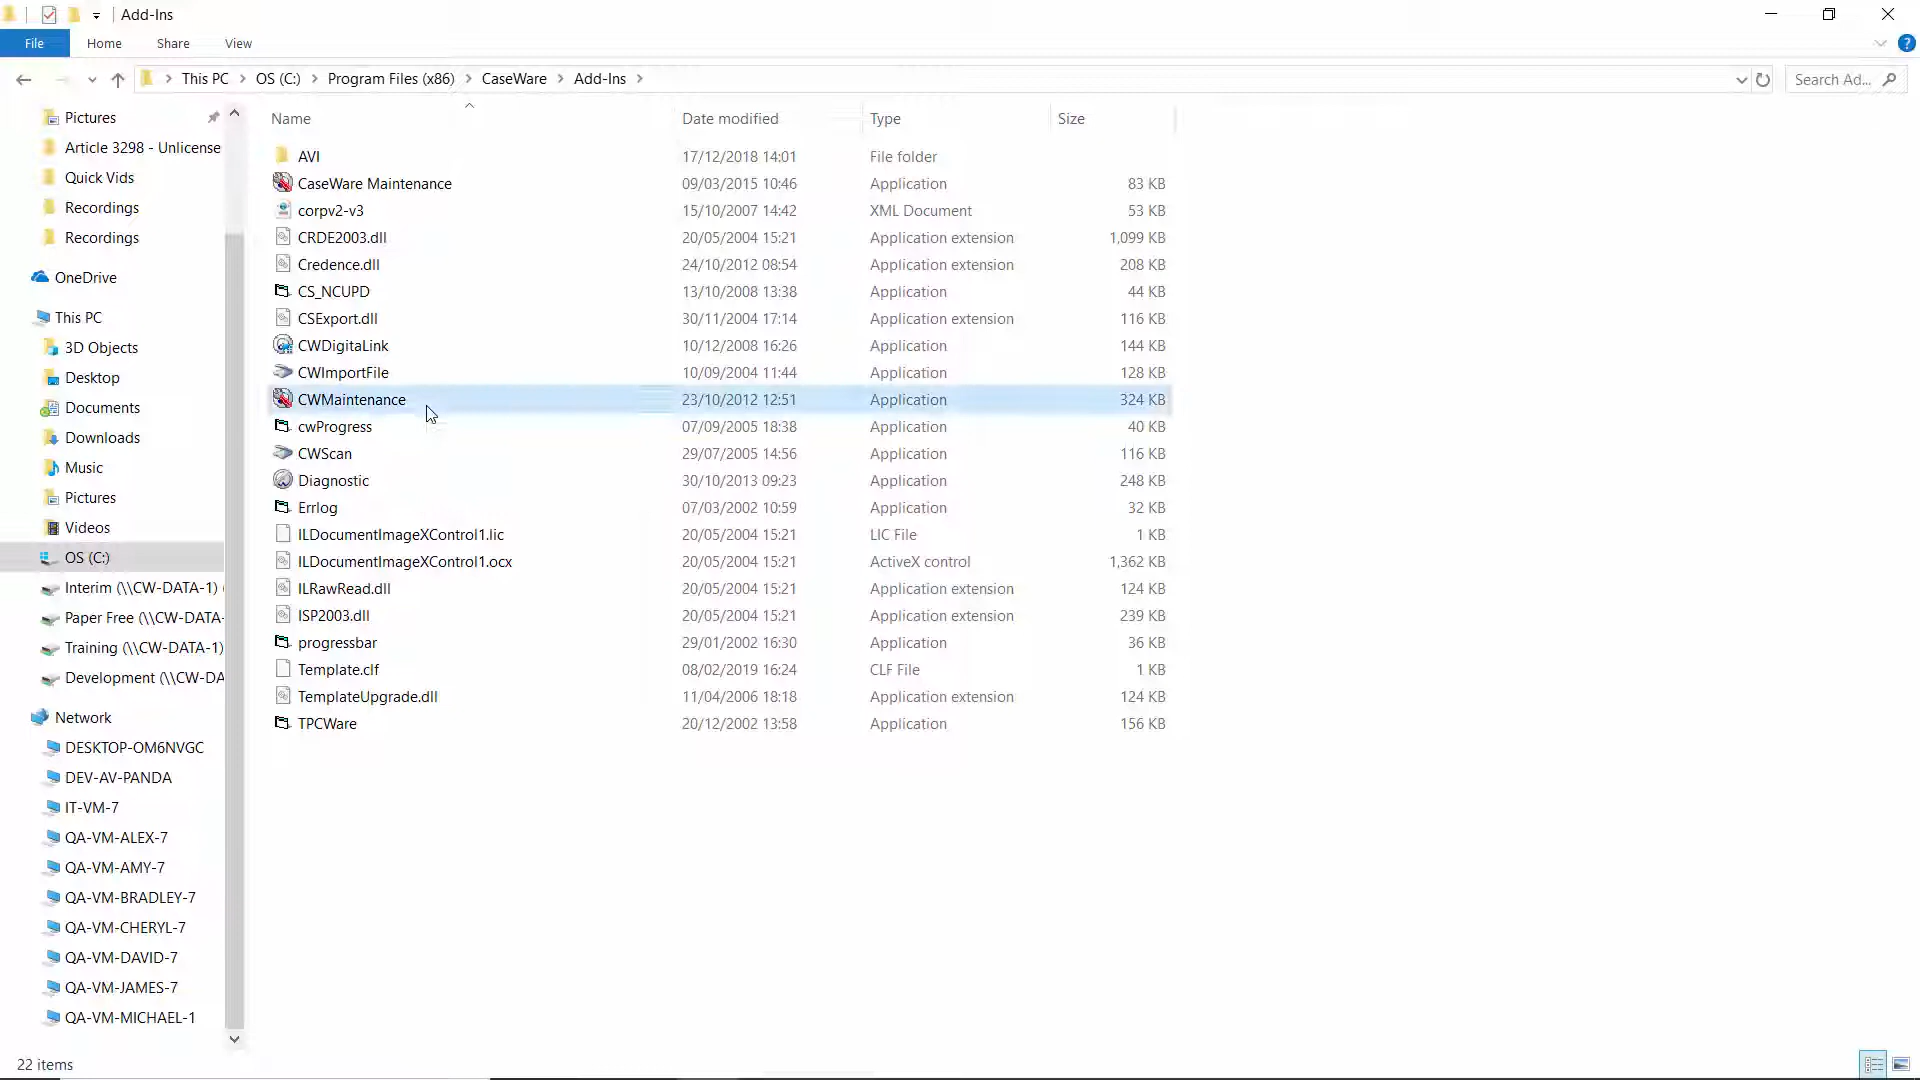 Add-Ins
File Home Share View
This PC OS (C:) Program Files (x86) CaseWare Add-Ins
Search Ad...
Name Date modified Type Size
AVI 17/12/2018 14:01 File folder
CaseWare Maintenance 09/03/2015 10:46 Application 83 KB
corpv2-v3 15/10/2007 14:42 XML Document 53 KB
CRDE2003.dll 20/05/2004 15:21 Application extension 1,099 KB
Credence.dll 24/10/2012 08:54 Application extension 208 KB
CS_NCUPD 13/10/2008 13:38 Application 44 KB
CSExport.dll 30/11/2004 17:14 Application extension 116 KB
CWDigitaLink 10/12/2008 16:26 Application 144 KB
CWImportFile 10/09/2004 11:44 Application 128 KB
CWMaintenance 23/10/2012 12:51 Application 324 KB
cwProgress 07/09/2005 18:38 Application 40 KB
CWScan 29/07/2005 14:56 Application 116 KB
Diagnostic 30/10/2013 09:23 Application 248 KB
Errlog 07/03/2002 10:59 Application 32 KB
ILDocumentImageXControl1.lic 20/05/2004 15:21 LIC File 1 KB
ILDocumentImageXControl1.ocx 20/05/2004 15:21 ActiveX control 1,362 KB
ILRawRead.dll 20/05/2004 15:21 Application extension 124 KB
ISP2003.dll 20/05/2004 15:21 Application extension 239 KB
progressbar 29/01/2002 16:30 Application 36 KB
Template.clf 08/02/2019 16:24 CLF File 1 KB
TemplateUpgrade.dll 11/04/2006 18:18 Application extension 124 KB
TPCWare 20/12/2002 13:58 Application 156 KB
Pictures
Article 3298 - Unlicense
Quick Vids
Recordings
Recordings
OneDrive
This PC
3D Objects
Desktop
Documents
Downloads
Music
Pictures
Videos
OS (C:)
Interim (\\CW-DATA-1) (
Paper Free (\\CW-DATA-
Training (\\CW-DATA-1)
Development (\\CW-DA
Network
DESKTOP-OM6NVGC
DEV-AV-PANDA
IT-VM-7
QA-VM-ALEX-7
QA-VM-AMY-7
QA-VM-BRADLEY-7
QA-VM-CHERYL-7
QA-VM-DAVID-7
QA-VM-JAMES-7
QA-VM-MICHAEL-1
22 items